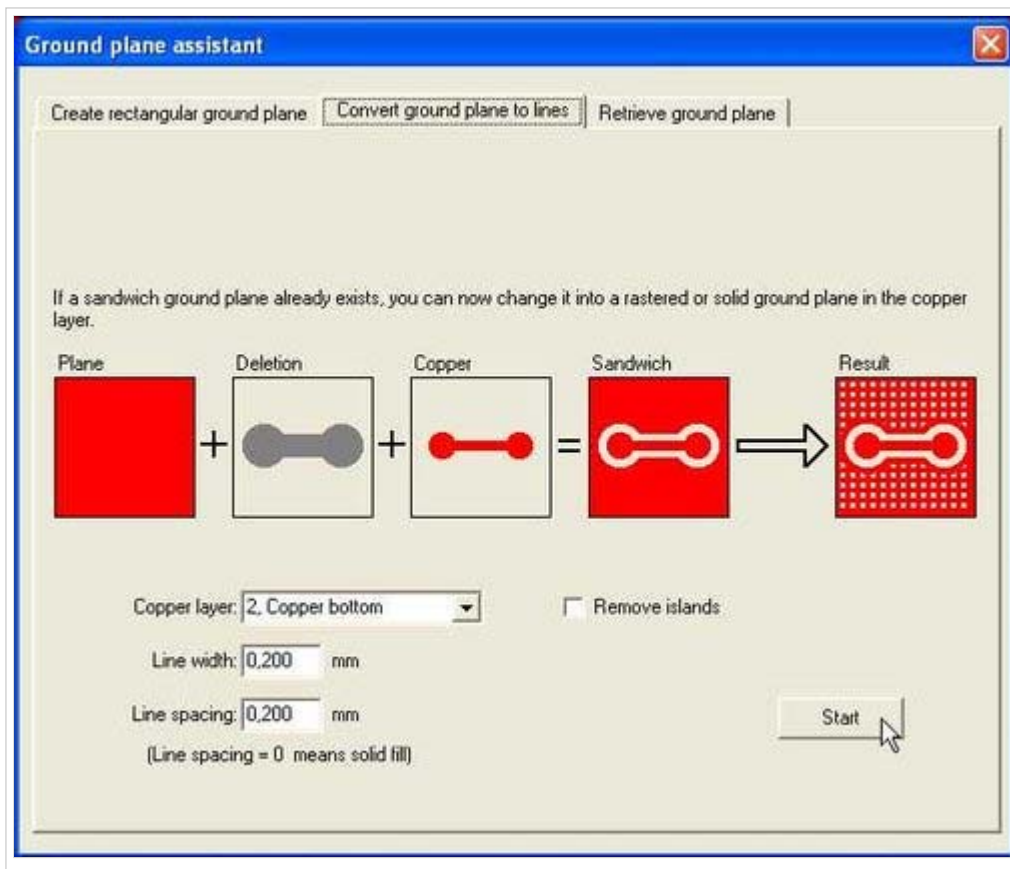 Ground plane assistant
Create rectangular ground plane
Convert ground plane to lines
Retrieve ground plane
If a sandwich ground plane already exists, you can now change it into a rastered or solid ground plane in the copper
layer.
Plane
Deletion
Copper
Sandwich
Result
+
+
=
Copper layer: 2, Copper bottom
Remove islands
Line width: 0,200 mm
Line spacing: 0,200 mm
(Line spacing = 0 means solid fill)
Start